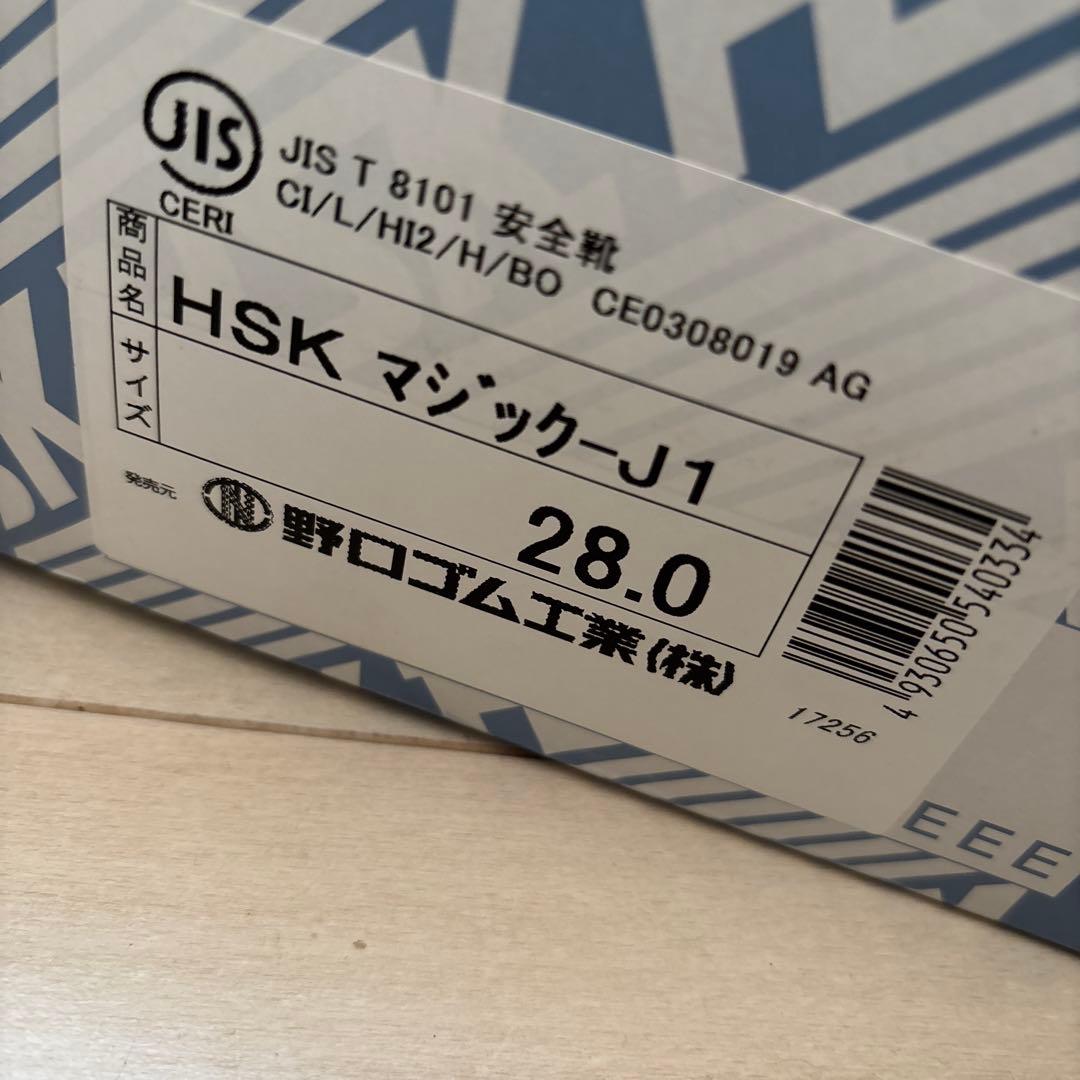 JIS
CERI
JIS T 8101 安全靴
CI/L/HI2/H/BO CE0308019 AG
商品名 HSK マジックーJ1
サイズ 28.0
発売元 野口ゴム工業(株)
4930650540334
17256
EEE